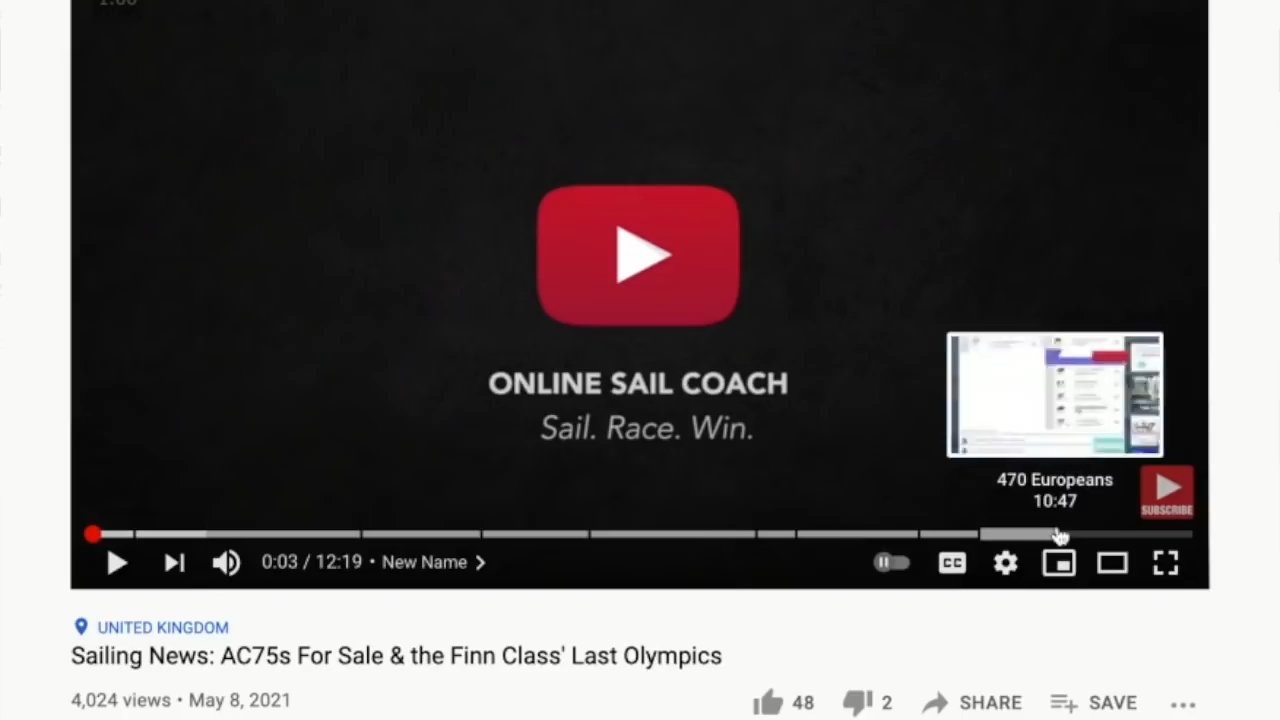 ONLINE SAIL COACH
Sail. Race. Win.
470 Europeans
10:47
SUBSCRIBE
0:03 / 12:19 • New Name >
CC
UNITED KINGDOM
Sailing News: AC75s For Sale & the Finn Class' Last Olympics
4,024 views • May 8, 2021
48
2
SHARE
SAVE